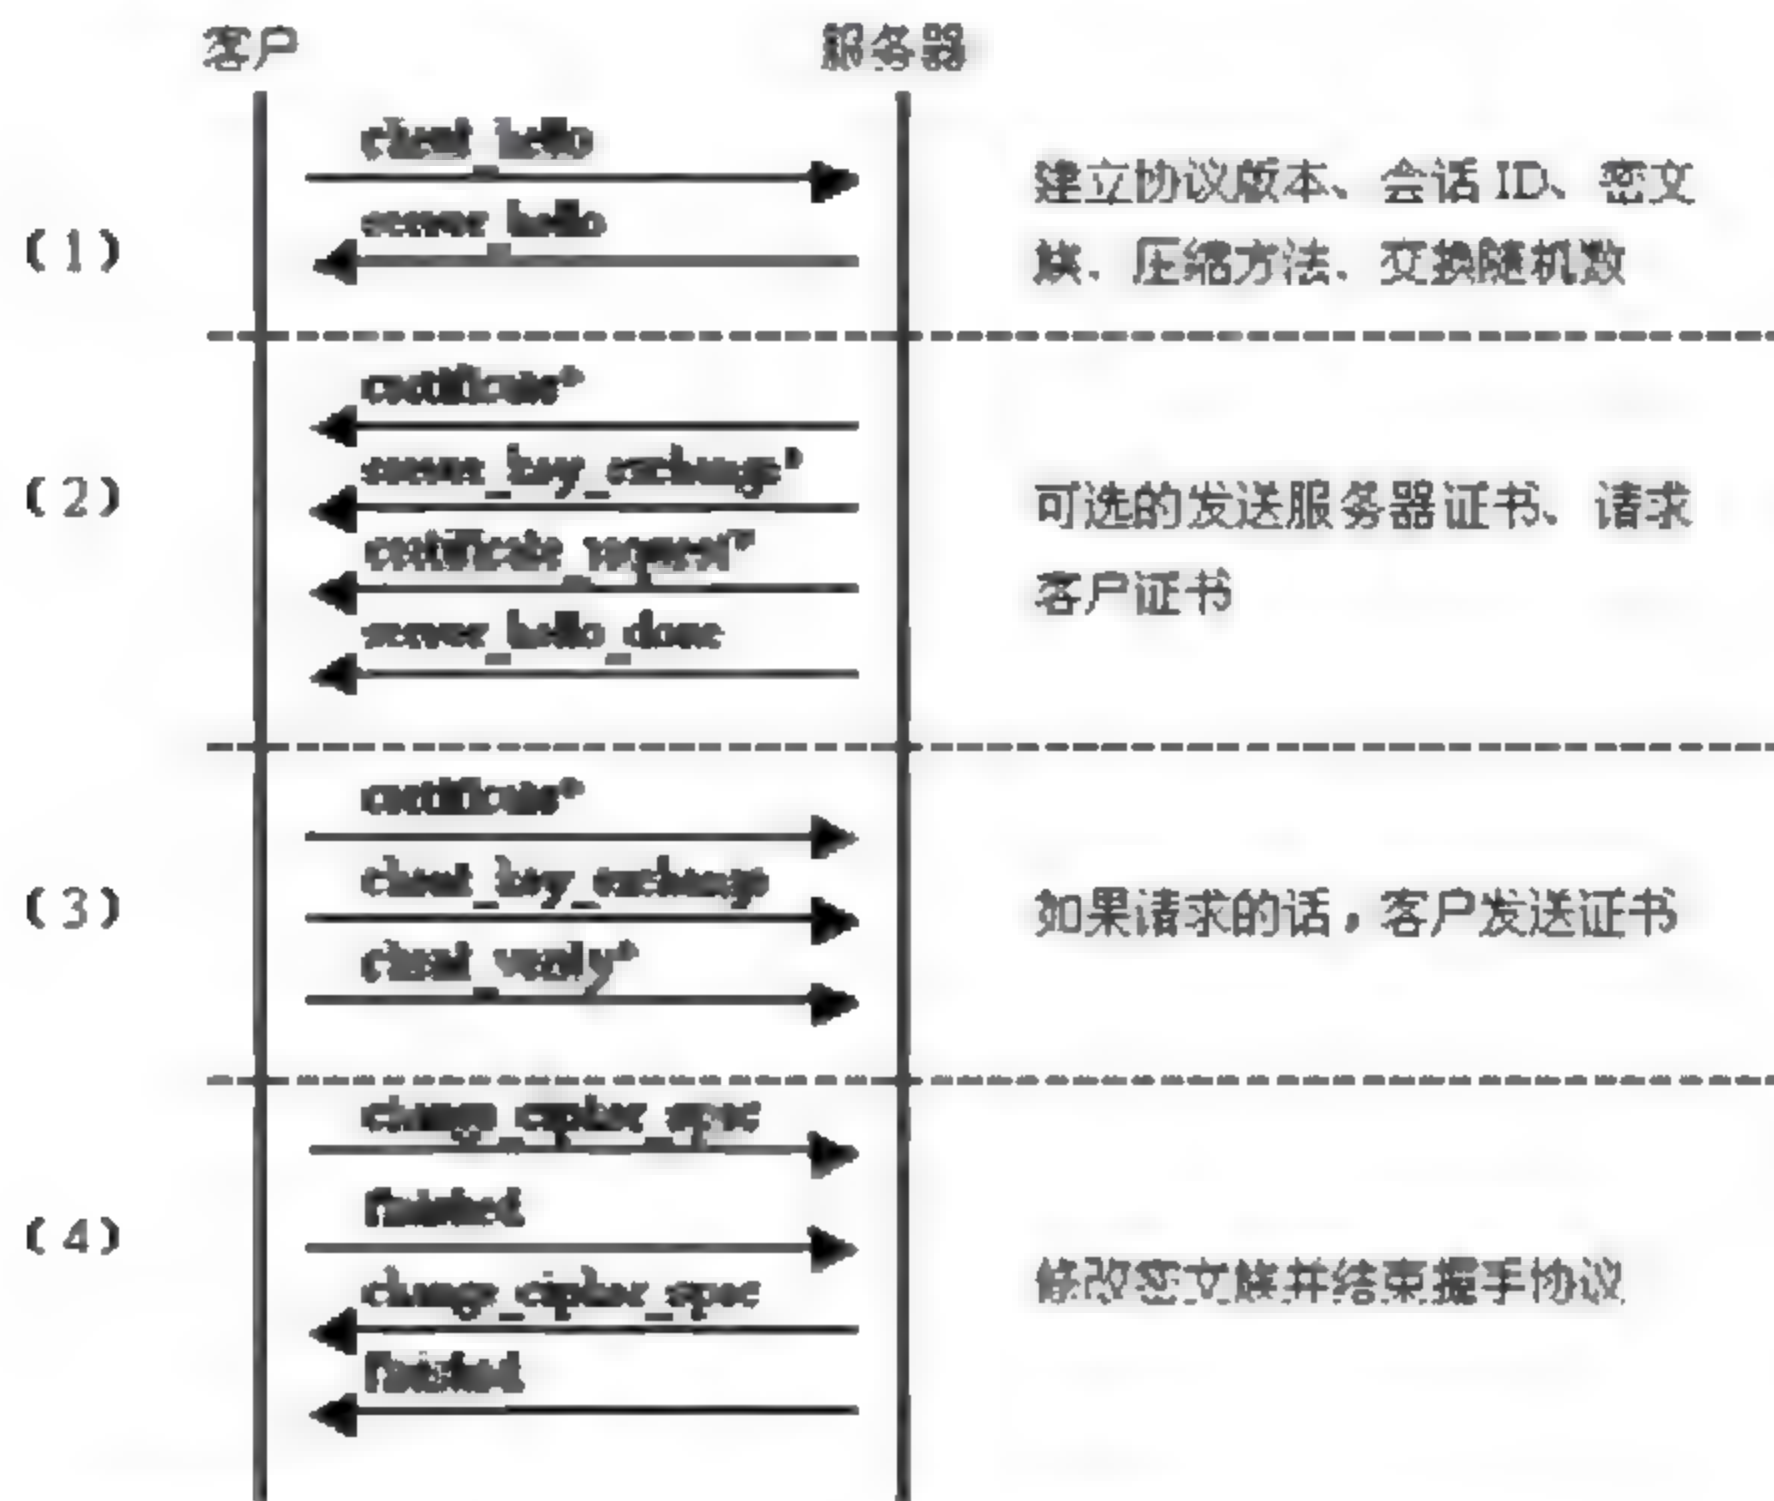 客户 服务器
client_hello
建立协议版本、会话 ID、密文
server_hello
(1)
族、压缩方法、交换随机数
certificate*
server_key_exchange*
(2)
可选的发送服务器证书、请求
certificate_request*
客户证书
server_hello_done
certificate*
client_key_exchange
(3)
如果请求的话，客户发送证书
client_verify*
change_cipher_spec
finished
(4)
修改密文族并结束握手协议
change_cipher_spec
finished